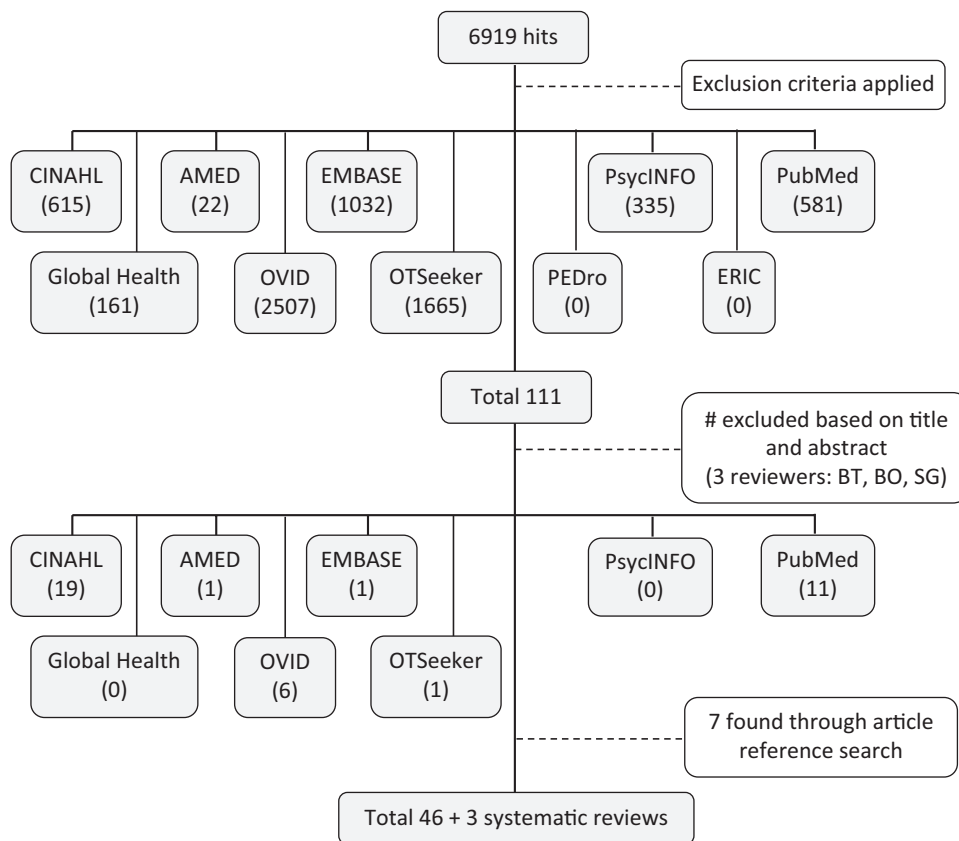 6919 hits
Exclusion criteria applied
CINAHL
(615)
AMED
(22)
EMBASE
(1032)
PsycINFO
(335)
PubMed
(581)
Global Health
(161)
OVID
(2507)
OTSeeker
(1665)
PEDro
(0)
ERIC
(0)
Total 111
# excluded based on title
and abstract
(3 reviewers: BT, BO, SG)
CINAHL
(19)
AMED
(1)
EMBASE
(1)
PsycINFO
(0)
PubMed
(11)
Global Health
(0)
OVID
(6)
OTSeeker
(1)
7 found through article
reference search
Total 46 + 3 systematic reviews